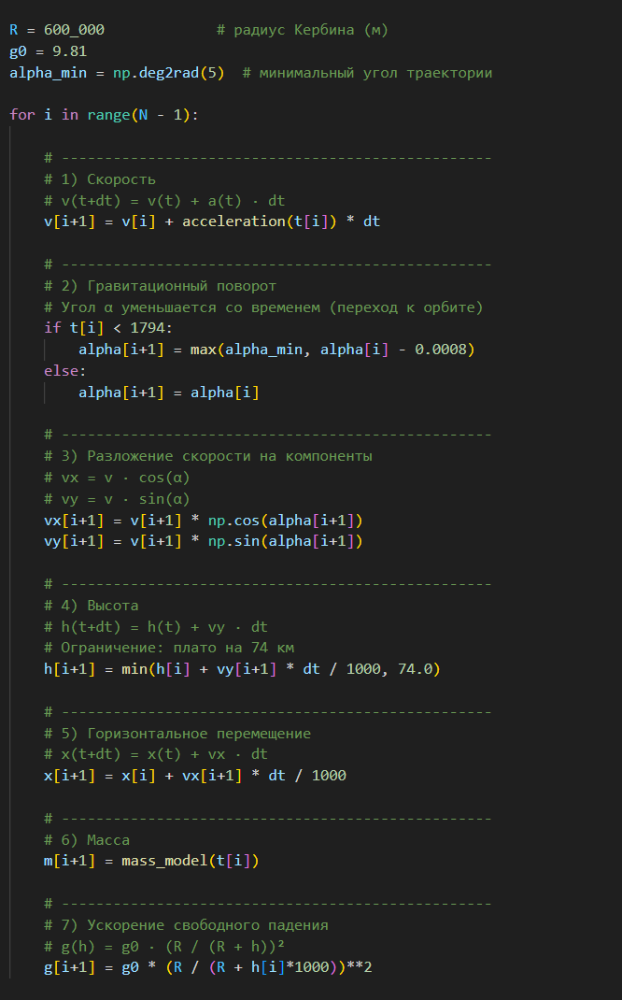 R = 600_000             # радиус Кербина (м)
g0 = 9.81
alpha_min = np.deg2rad(5)  # минимальный угол траектории
for i in range(N - 1):
    # --------------------------------------------------
    # 1) Скорость
    # v(t+dt) = v(t) + a(t) · dt
    v[i+1] = v[i] + acceleration(t[i]) * dt
    # --------------------------------------------------
    # 2) Гравитационный поворот
    # Угол α уменьшается со временем (переход к орбите)
    if t[i] < 1794:
        alpha[i+1] = max(alpha_min, alpha[i] - 0.0008)
    else:
        alpha[i+1] = alpha[i]
    # --------------------------------------------------
    # 3) Разложение скорости на компоненты
    # vx = v · cos(α)
    # vy = v · sin(α)
    vx[i+1] = v[i+1] * np.cos(alpha[i+1])
    vy[i+1] = v[i+1] * np.sin(alpha[i+1])
    # --------------------------------------------------
    # 4) Высота
    # h(t+dt) = h(t) + vy · dt
    # Ограничение: плато на 74 км
    h[i+1] = min(h[i] + vy[i+1] * dt / 1000, 74.0)
    # --------------------------------------------------
    # 5) Горизонтальное перемещение
    # x(t+dt) = x(t) + vx · dt
    x[i+1] = x[i] + vx[i+1] * dt / 1000
    # --------------------------------------------------
    # 6) Масса
    m[i+1] = mass_model(t[i])
    # --------------------------------------------------
    # 7) Ускорение свободного падения
    # g(h) = g0 · (R / (R + h))²
    g[i+1] = g0 * (R / (R + h[i]*1000))**2